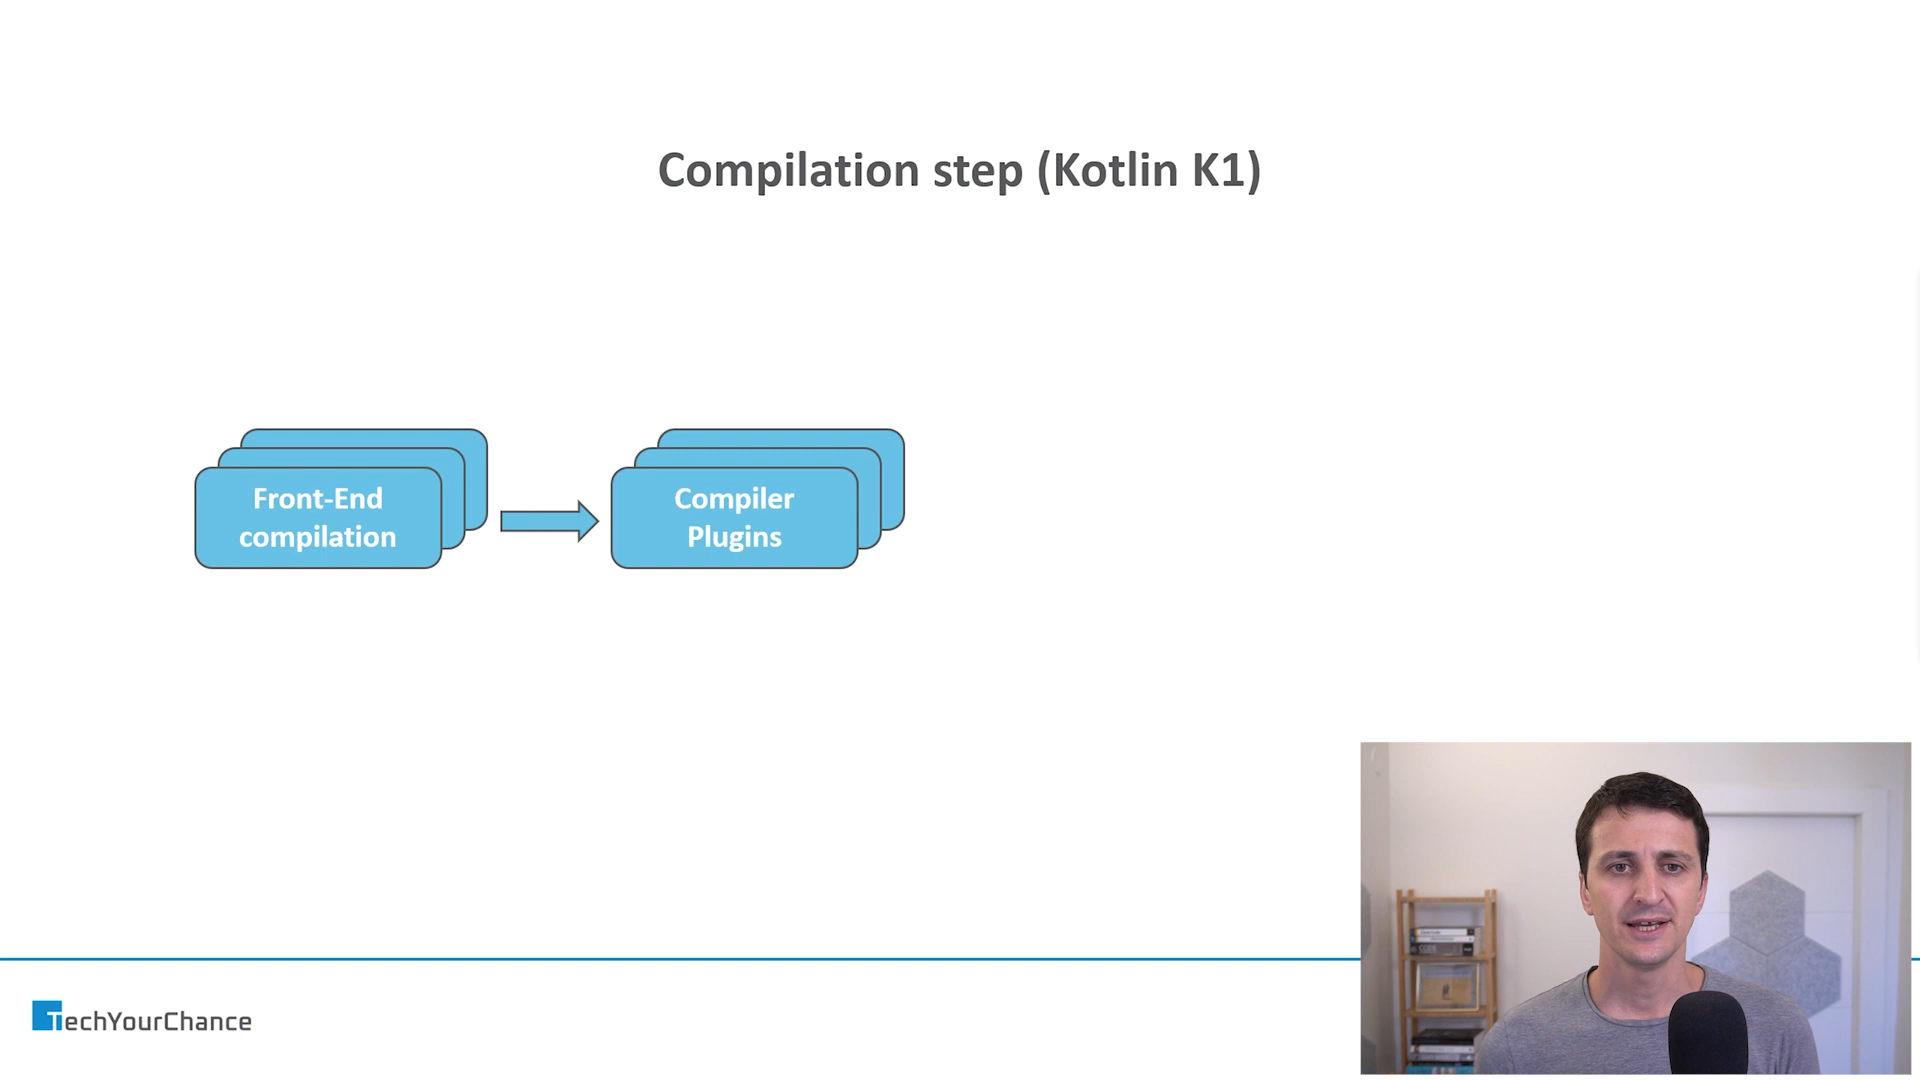 Compilation step (Kotlin K1)
Front-End
compilation
Compiler
Plugins
TechYourChance